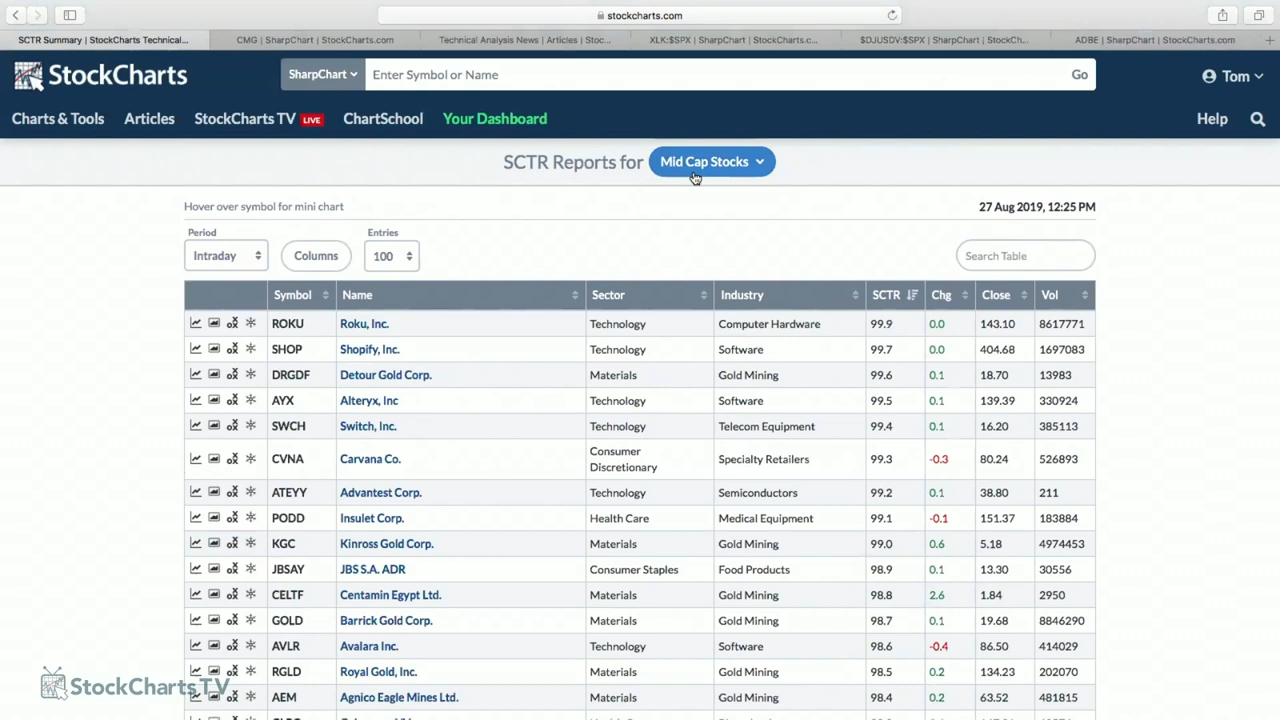 stockcharts.com
SCTR Summary | StockCharts Technical...
CMG | SharpChart | StockCharts.com
Technical Analysis News | Articles | Stoc...
XLK:$SPX | SharpChart | StockCharts.c...
$DJUSDV:$SPX | SharpChart | StockCh...
ADBE | SharpChart | StockCharts.com
StockCharts
SharpChart
Enter Symbol or Name
Go
Tom
Charts & Tools
Articles
StockCharts TV LIVE
ChartSchool
Your Dashboard
Help
SCTR Reports for Mid Cap Stocks
Hover over symbol for mini chart
27 Aug 2019, 12:25 PM
Period
Entries
Intraday
Columns
100
Search Table
Symbol Name Sector Industry SCTR Chg Close Vol
ROKU Roku, Inc. Technology Computer Hardware 99.9 0.0 143.10 8617771
SHOP Shopify, Inc. Technology Software 99.7 0.0 404.68 1697083
DRGDF Detour Gold Corp. Materials Gold Mining 99.6 0.1 18.70 13983
AYX Alteryx, Inc Technology Software 99.5 0.1 139.39 330924
SWCH Switch, Inc. Technology Telecom Equipment 99.4 0.1 16.20 385113
CVNA Carvana Co. Consumer Discretionary Specialty Retailers 99.3 -0.3 80.24 526893
ATEYY Advantest Corp. Technology Semiconductors 99.2 0.1 38.80 211
PODD Insulet Corp. Health Care Medical Equipment 99.1 -0.1 151.37 183884
KGC Kinross Gold Corp. Materials Gold Mining 99.0 0.6 5.18 4974453
JBSAY JBS S.A. ADR Consumer Staples Food Products 98.9 0.1 13.30 30556
CELTF Centamin Egypt Ltd. Materials Gold Mining 98.8 2.6 1.84 2950
GOLD Barrick Gold Corp. Materials Gold Mining 98.7 0.1 19.68 8846290
AVLR Avalara Inc. Technology Software 98.6 -0.4 86.50 414029
RGLD Royal Gold, Inc. Materials Gold Mining 98.5 0.2 134.23 202070
AEM Agnico Eagle Mines Ltd. Materials Gold Mining 98.4 0.2 63.52 481815
StockChartsTV